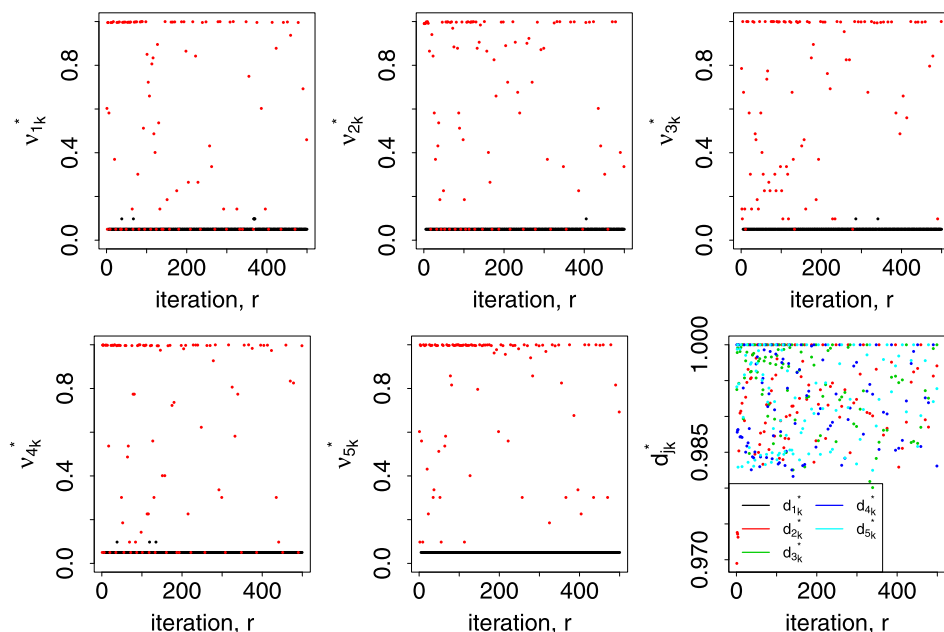 0.0 0.4 0.8
ν*1k
0 200 400
iteration, r
0.0 0.4 0.8
ν*2k
0 200 400
iteration, r
0.0 0.4 0.8
ν*3k
0 200 400
iteration, r
0.0 0.4 0.8
ν*4k
0 200 400
iteration, r
0.0 0.4 0.8
ν*5k
0 200 400
iteration, r
0.970 0.985 1.000
d*jk
d*1k d*4k
d*2k d*5k
d*3k
0 200 400
iteration, r